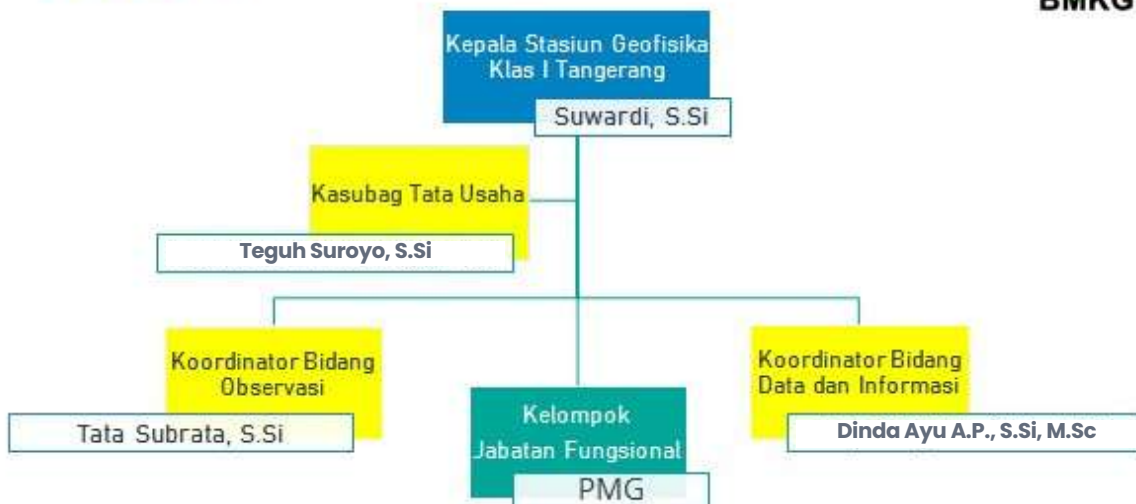 BMKG
Kepala Stasiun Geofisika
Klas I Tangerang
Suwardi, S.Si
Kasubag Tata Usaha
Teguh Suroyo, S.Si
Koordinator Bidang
Observasi
Tata Subrata, S.Si
Kelompok
Jabatan Fungsional
PMG
Koordinator Bidang
Data dan Informasi
Dinda Ayu A.P., S.Si, M.Sc